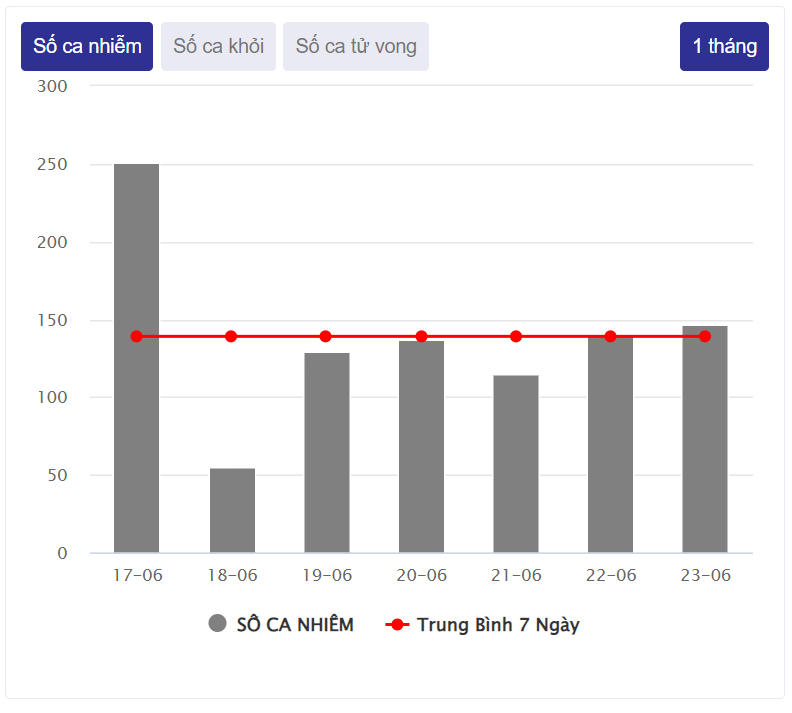 Số ca nhiễm Số ca khỏi Số ca tử vong 1 tháng
300
250
200
150
100
50
0
17-06 18-06 19-06 20-06 21-06 22-06 23-06
SỐ CA NHIỄM Trung Bình 7 Ngày